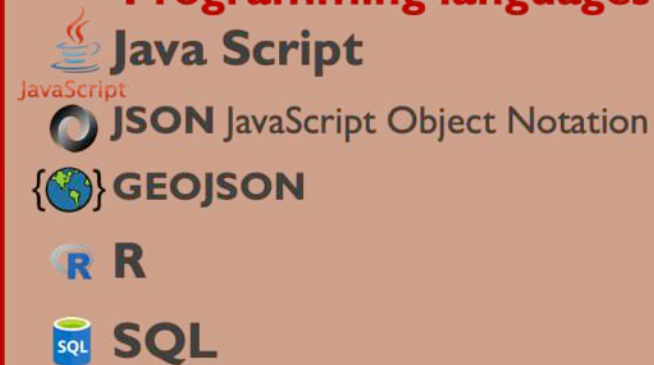 Programming languages
Java Script
JavaScript
JSON JavaScript Object Notation
GEOJSON
R R
SQL SQL